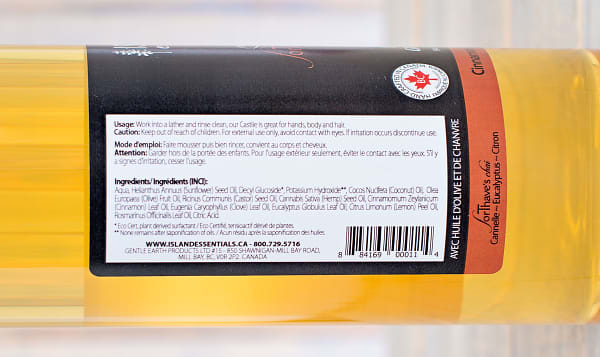 Usage: Work into a lather and rinse clean, our Castile is great for hands, body and hair.
Caution: Keep out of reach of children. For external use only, avoid contact with eyes. If irritation occurs discontinue use.
Mode d'emploi: Faire mousser puis bien rincer, convient au corps et cheveux.
Attention: Garder hors de la portée des enfants. Pour l'usage extérieur seulement, éviter le contact avec les yeux. S'il y
a signes d'irritation, cesser l'usage.
Ingredients/ Ingrédients (INCI):
Aqua, Helianthus Annuus (Sunflower) Seed Oil, Decyl Glucoside*, Potassium Hydroxide**, Cocos Nucifera (Coconut) Oil, Olea
Europaea (Olive) Fruit Oil, Ricinus Communis (Castor) Seed Oil, Cannabis Sativa (Hemp) Seed Oil, Cinnamomum Zeylanicum
(Cinnamon) Leaf Oil, Eugenia Caryophyllus (Clove) Leaf Oil, Eucalyptus Globulus Leaf Oil, Citrus Limonum (Lemon) Peel Oil,
Rosmarinus Officinalis Leaf Oil, Citric Acid.
* Eco Cert, plant derived surfactant / Eco Certifié, tensioactif dérivé de plantes
** None remains after saponification of oils / Acun résidu après la saponification des huiles
WWW.ISLANDESSENTIALS.CA - 800.729.5716
GENTLE EARTH PRODUCTS LTD #15 - 850 SHAWNIGAN-MILL BAY ROAD,
MILL BAY, BC, V0R 2P2, CANADA
8 84169 00011 4
BC
AVEC HUILE D'OLIVE ET DE CHANVRE
forthave's chai
Cannelle ~ Eucalyptus ~ Citron